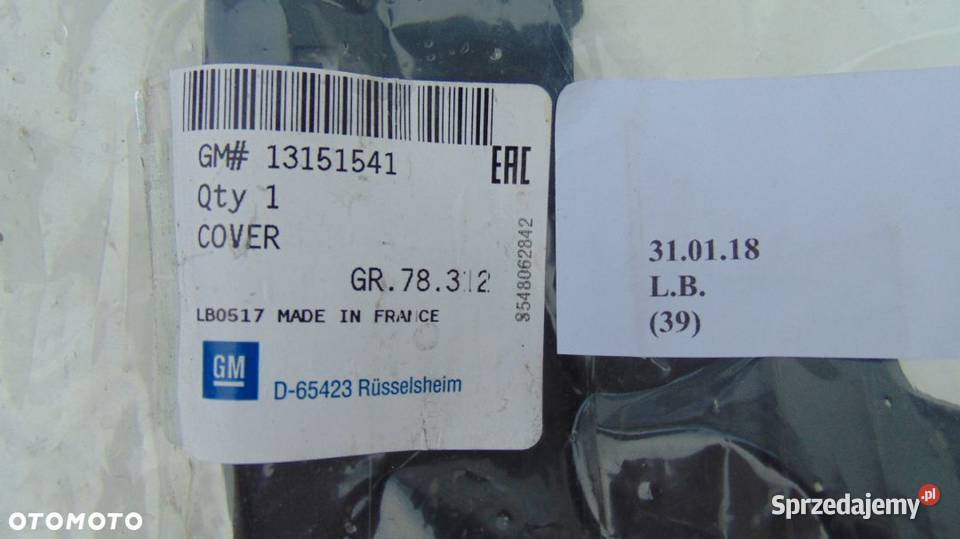 GM# 13151541
EAC
Qty 1
COVER
GR.78.312
LB0517 MADE IN FRANCE
GM
D-65423 Rüsselsheim
8548062842
31.01.18
L.B.
(39)
OTOMOTO
Sprzedajemy.pl